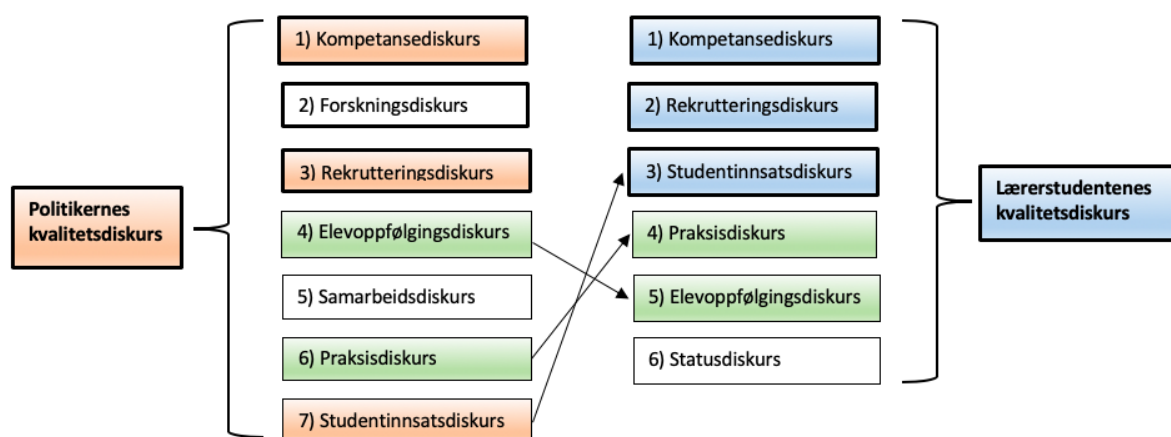 Politikernes
kvalitetsdiskurs
1) Kompetansediskurs
2) Forskningsdiskurs
3) Rekrutteringsdiskurs
4) Elevoppfølgingsdiskurs
5) Samarbeidsdiskurs
6) Praksisdiskurs
7) Studentinnsatsdiskurs
1) Kompetansediskurs
2) Rekrutteringsdiskurs
3) Studentinnsatsdiskurs
4) Praksisdiskurs
5) Elevoppfølgingsdiskurs
6) Statusdiskurs
Lærerstudentenes
kvalitetsdiskurs